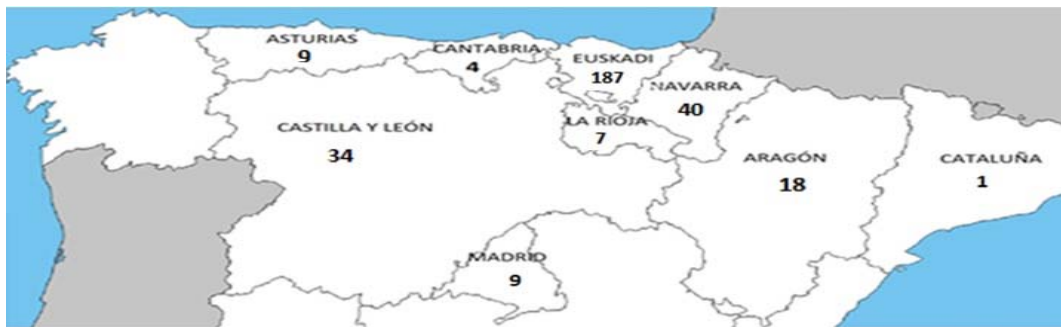 ASTURIAS
9
CANTABRIA
4
EUSKADI
187
NAVARRA
40
LA RIOJA
7
CASTILLA Y LEÓN
34
ARAGÓN
18
CATALUÑA
1
MADRID
9